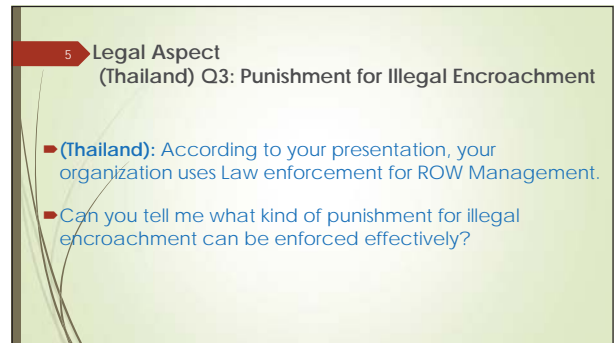 5
Legal Aspect
(Thailand) Q3: Punishment for Illegal Encroachment
(Thailand): According to your presentation, your
organization uses Law enforcement for ROW Management.
Can you tell me what kind of punishment for illegal
encroachment can be enforced effectively?